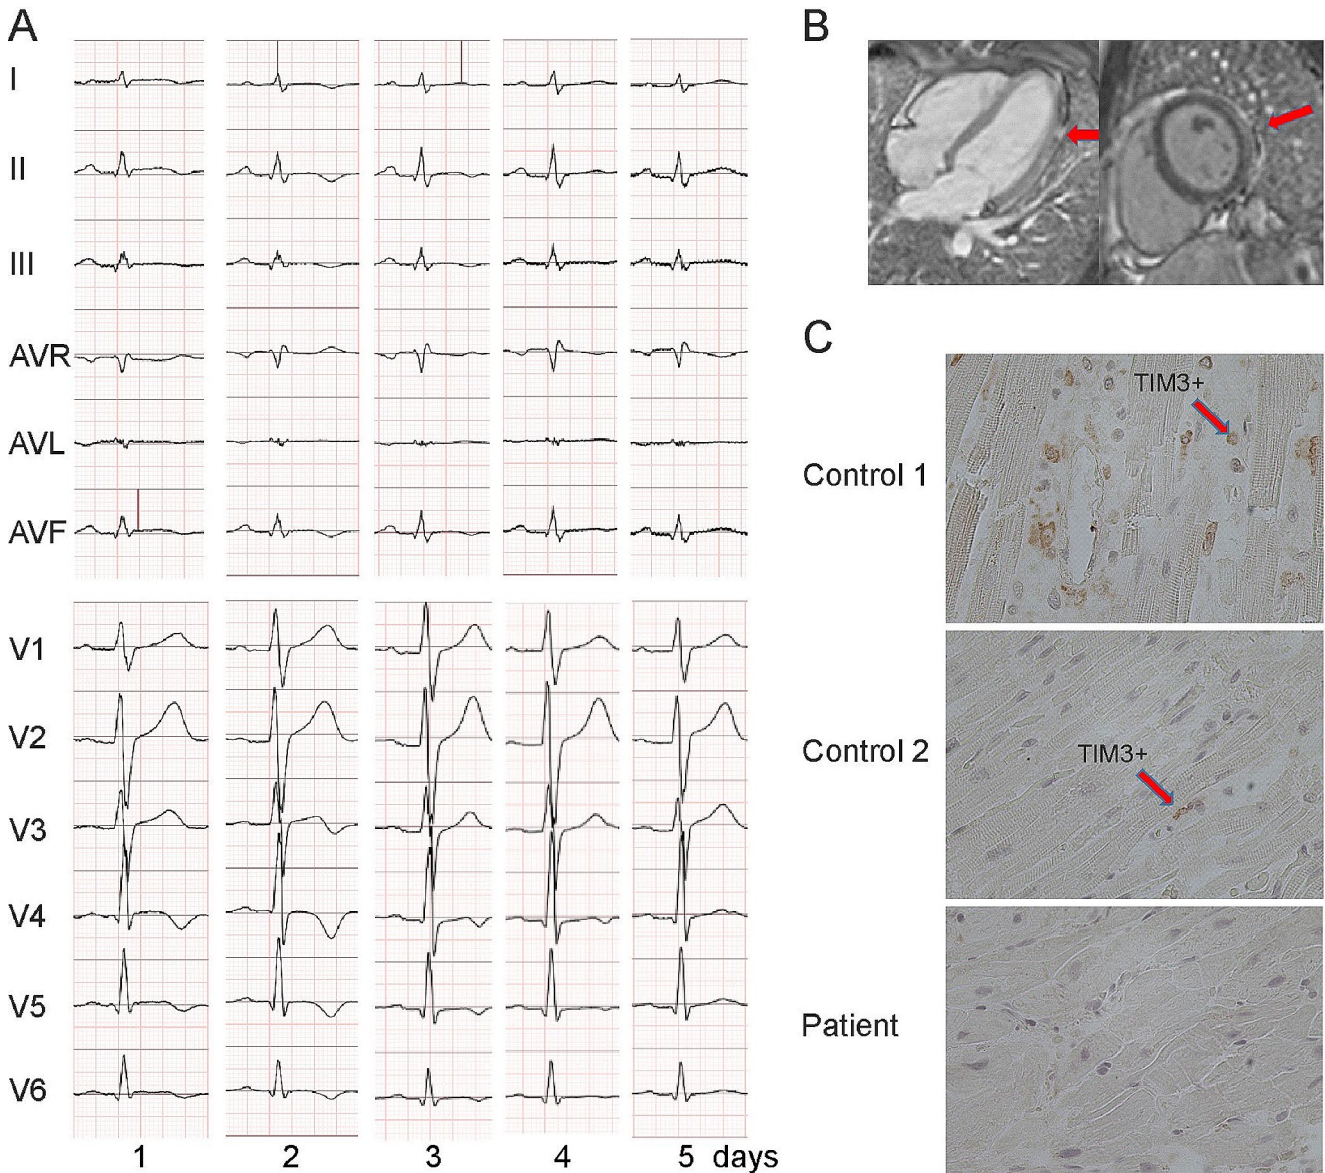 A
I
II
III
AVR
AVL
AVF
V1
V2
V3
V4
V5
V6
1 2 3 4 5 days
B
C
Control 1
TIM3+
Control 2
TIM3+
Patient